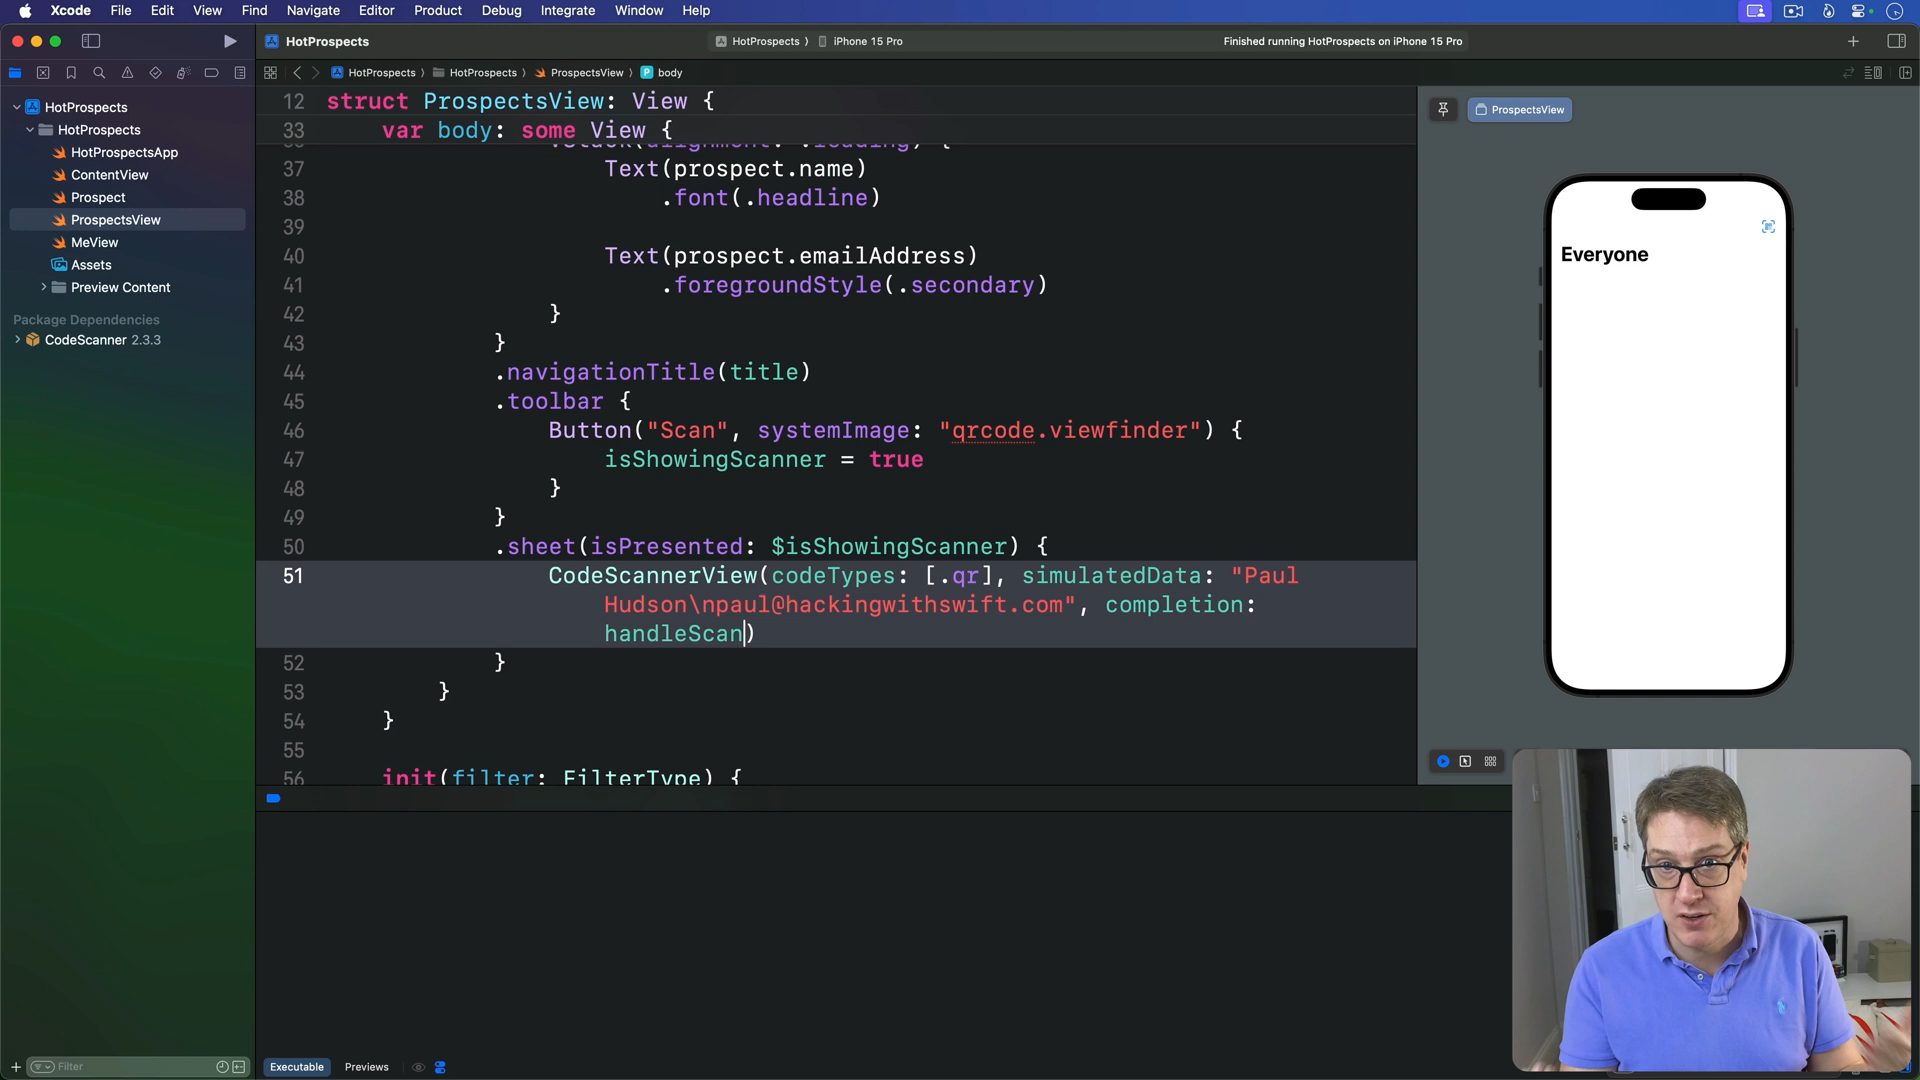 Xcode File Edit View Find Navigate Editor Product Debug Integrate Window Help
HotProspects
HotProspects iPhone 15 Pro
Finished running HotProspects on iPhone 15 Pro
HotProspects HotProspects ProspectsView P body
HotProspects
HotProspects
HotProspectsApp
ContentView
Prospect
ProspectsView
MeView
Assets
Preview Content
Package Dependencies
CodeScanner 2.3.3
Filter
12 struct ProspectsView: View {
33 var body: some View {
37 Text(prospect.name)
38 .font(.headline)
39
40 Text(prospect.emailAddress)
41 .foregroundStyle(.secondary)
42 }
43 }
44 .navigationTitle(title)
45 .toolbar {
46 Button("Scan", systemImage: "qrcode.viewfinder") {
47 isShowingScanner = true
48 }
49 }
50 .sheet(isPresented: $isShowingScanner) {
51 CodeScannerView(codeTypes: [.qr], simulatedData: "Paul
Hudson\npaul@hackingwithswift.com", completion:
handleScan)
52 }
53 }
54 }
55
56 init(filter: FilterType) {
ProspectsView
Everyone
Executable Previews